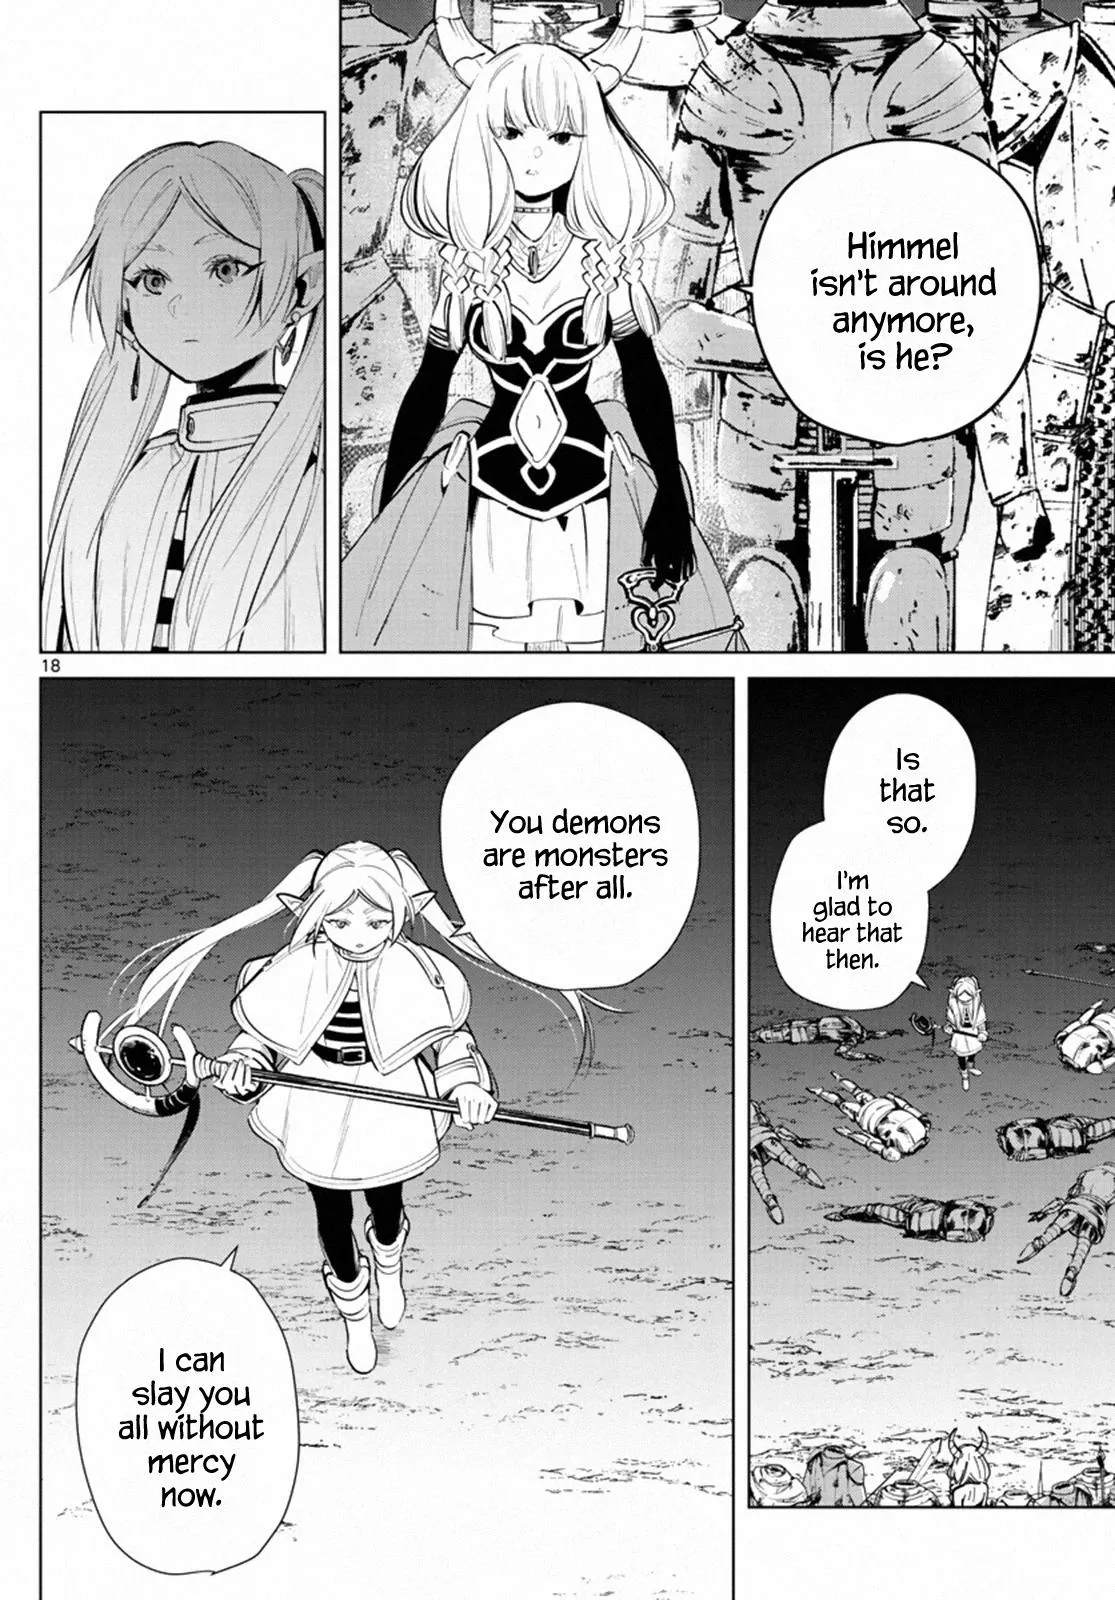 Himmel
isn't around
anymore,
is he?
18
Is
that
so.
I'm
glad to
hear that
then.
You demons
are monsters
after all.
I can
slay you
all without
mercy
now.